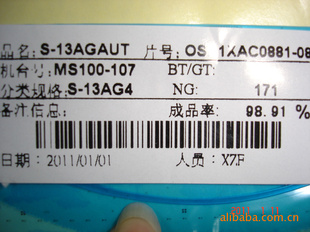 品名: S-13AGAUT 片号: OS 1XAC0881-08
机台号: MS100-107 BT/GT:
分类规格: S-13AG4 NG: 171
备注信息: 成品率: 98.91 %
日期: 2011/01/01 人员: XZF
alibaba.com.cn